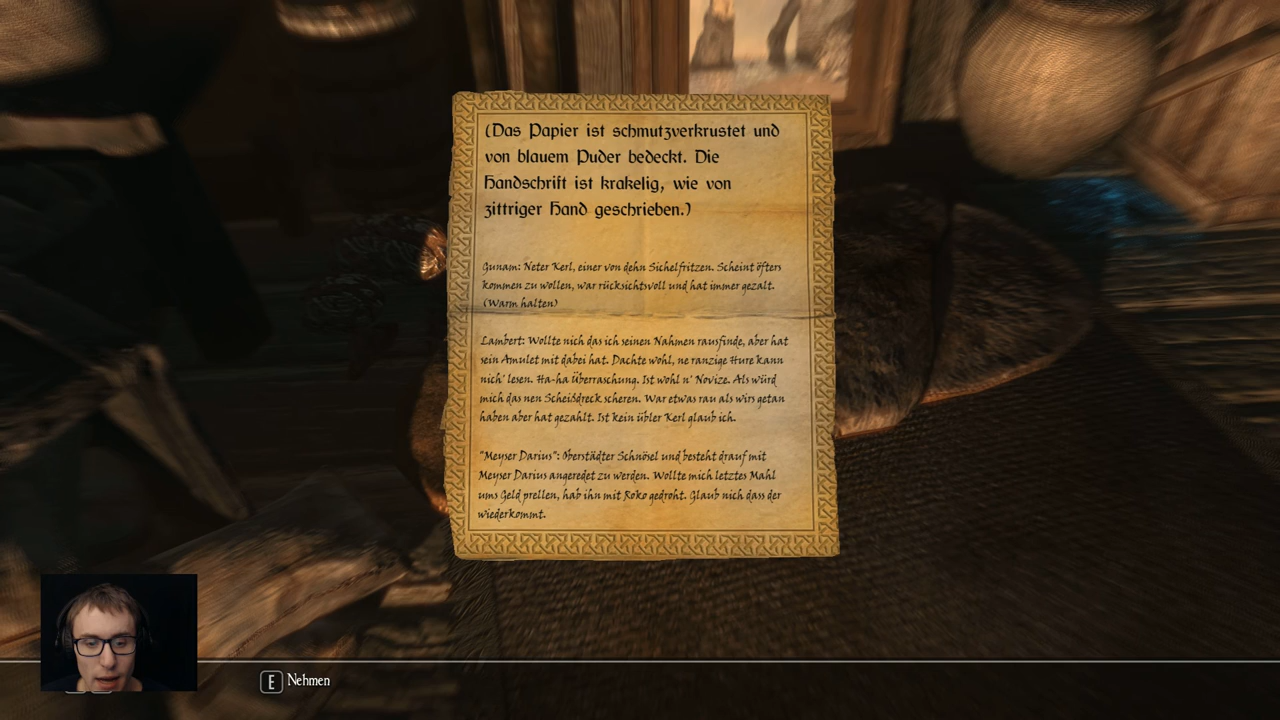 (Das Papier ist schmutzverkrustet und
von blauem Puder bedeckt. Die
Handschrift ist krakelig, wie von
zittriger Hand geschrieben.)
Gunam: Neter Kerl, einer von dehn Sichelfritzen. Scheint öfters
kommen zu wollen, war rücksichtsvoll und hat immer gezalt.
(Warm halten)
Lambert: Wollte nich das ich seinen Nahmen rausfinde, aber hat
sein Amulet mit dabei hat. Dachte wohl, ne ranzige Hure kann
nich' lesen. Ha-ha Überraschung. Ist wohl n' Novize. Als würd
mich das nen Scheißdreck scheren. War etwas rau als wirs getan
haben aber hat gezahlt. Ist kein übler Kerl glaub ich.
"Meyser Darius": Oberstädter Schnösel und besteht drauf mit
Meyser Darius angeredet zu werden. Wollte mich letztes Mahl
ums Geld prellen, hab ihn mit Roko gedroht. Glaub nich dass der
wiederkommt.
E Nehmen